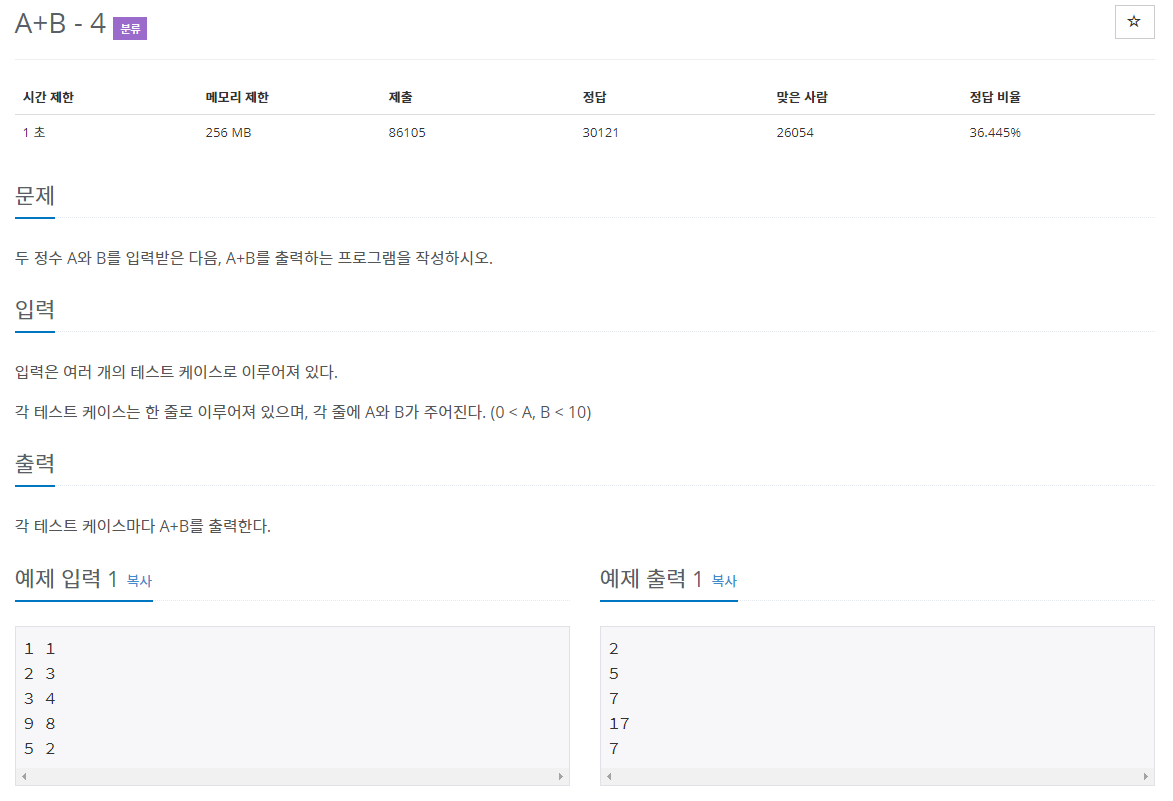 A+B - 4 분류
시간 제한 메모리 제한 제출 정답 맞은 사람 정답 비율
1 초 256 MB 86105 30121 26054 36.445%
문제
두 정수 A와 B를 입력받은 다음, A+B를 출력하는 프로그램을 작성하시오.
입력
입력은 여러 개의 테스트 케이스로 이루어져 있다.
각 테스트 케이스는 한 줄로 이루어져 있으며, 각 줄에 A와 B가 주어진다. (0 < A, B < 10)
출력
각 테스트 케이스마다 A+B를 출력한다.
예제 입력 1 복사
1 1
2 3
3 4
9 8
5 2
예제 출력 1 복사
2
5
7
17
7